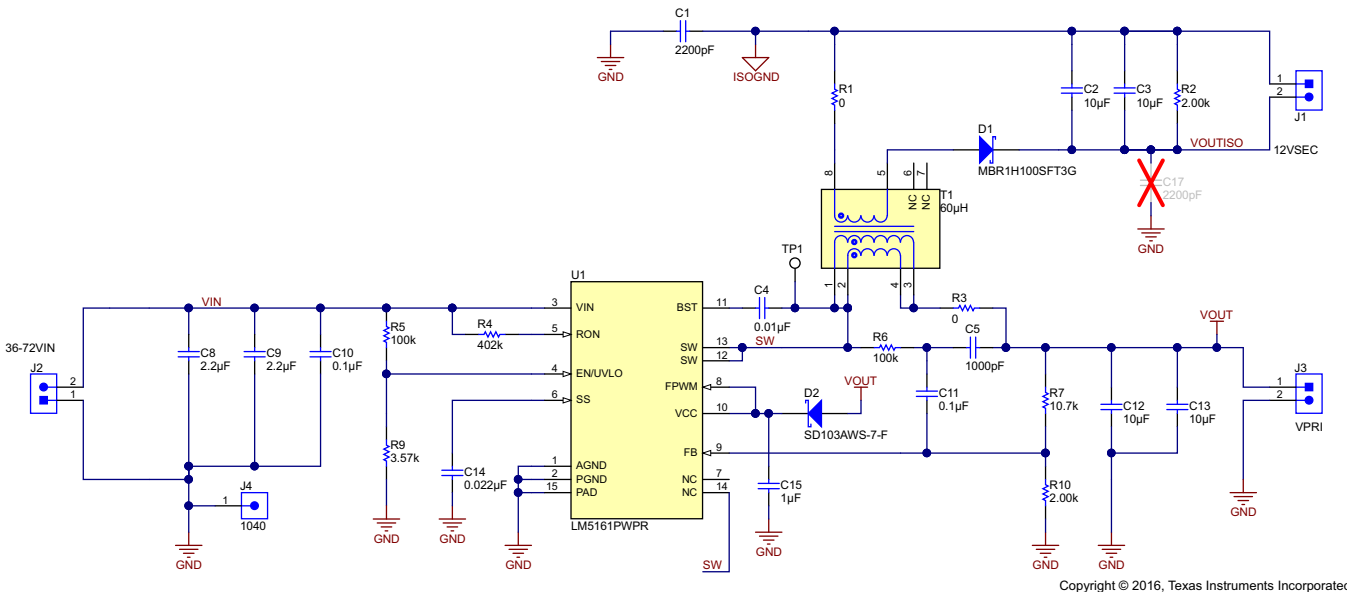 C1
2200pF
GND
ISOGND
R1
0
C2
10µF
C3
10µF
R2
2.00k
1
2
J1
D1
MBR1H100SFT3G
VOUTISO
12VSEC
C17
2200pF
GND
8
5
6
7
NC
NC
T1
60µH
1
2
4
3
TP1
U1
VIN
3
VIN
BST
11
C4
0.01µF
R3
0
R5
100k
R4
402k
5
RON
36-72VIN
C8
2.2µF
C9
2.2µF
C10
0.1µF
J2
2
1
SW
13
SW
SW
12
R6
100k
C5
1000pF
VOUT
4
EN/UVLO
FPWM
8
VOUT
6
SS
VCC
10
D2
SD103AWS-7-F
C11
0.1µF
R7
10.7k
C12
10µF
C13
10µF
J3
1
2
VPRI
R9
3.57k
FB
9
C14
0.022µF
1
AGND
2
PGND
15
PAD
NC
7
NC
14
C15
1µF
R10
2.00k
J4
1
1040
LM5161PWPR
GND
GND
GND
GND
GND
GND
GND
GND
SW
Copyright © 2016, Texas Instruments Incorporated